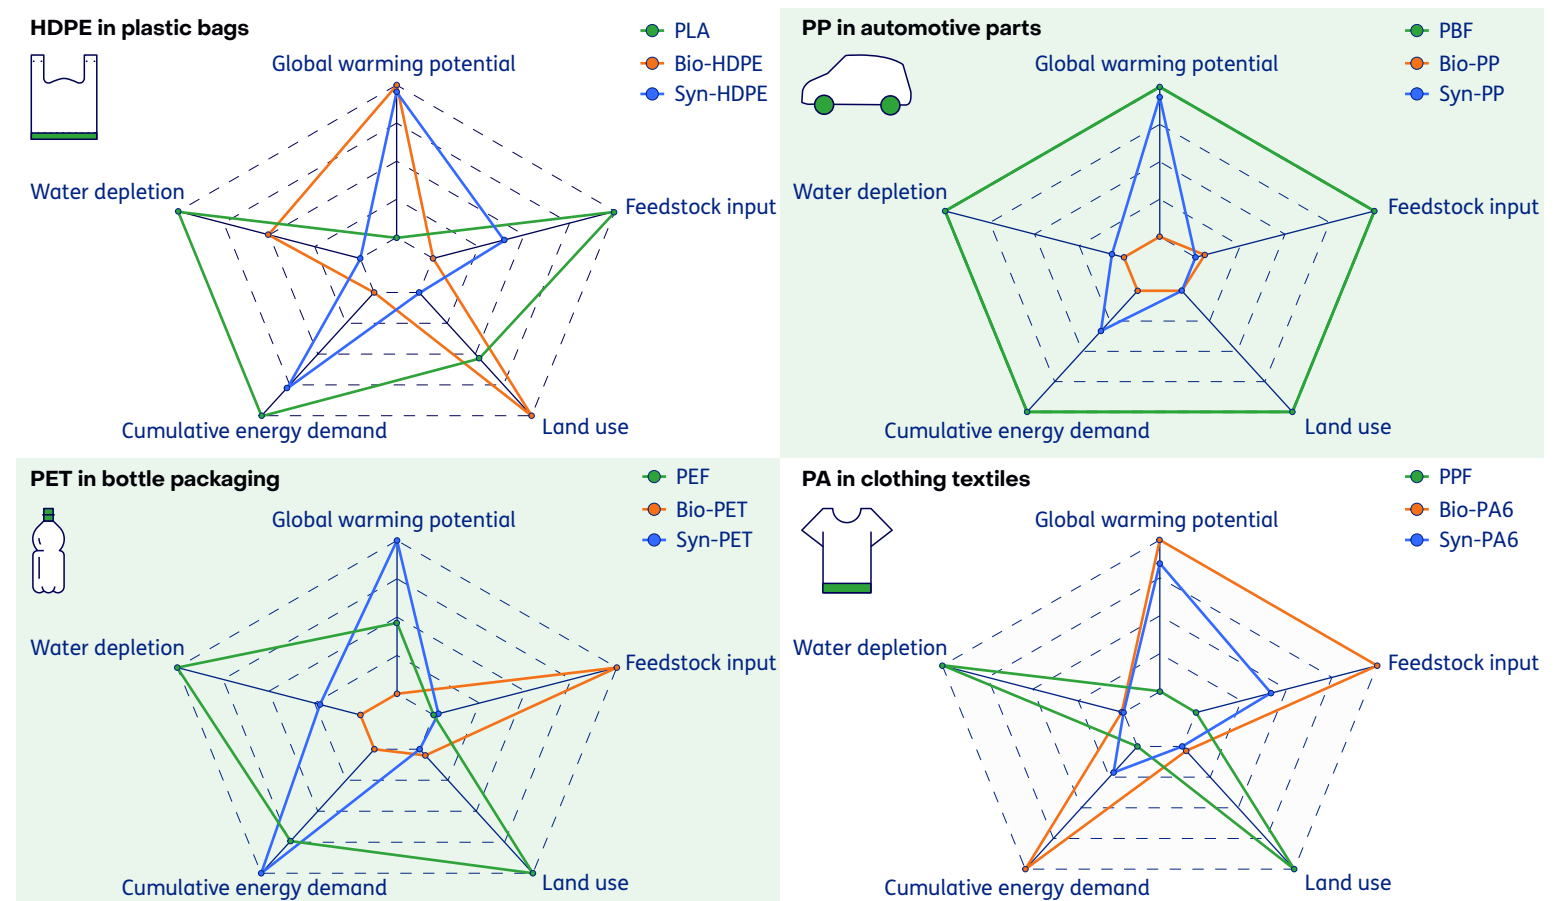 HDPE in plastic bags
PLA
Bio-HDPE
Syn-HDPE
Global warming potential
Water depletion
Feedstock input
Cumulative energy demand
Land use
PP in automotive parts
PBF
Bio-PP
Syn-PP
Global warming potential
Water depletion
Feedstock input
Cumulative energy demand
Land use
PET in bottle packaging
PEF
Bio-PET
Syn-PET
Global warming potential
Water depletion
Feedstock input
Cumulative energy demand
Land use
PA in clothing textiles
PPF
Bio-PA6
Syn-PA6
Global warming potential
Water depletion
Feedstock input
Cumulative energy demand
Land use